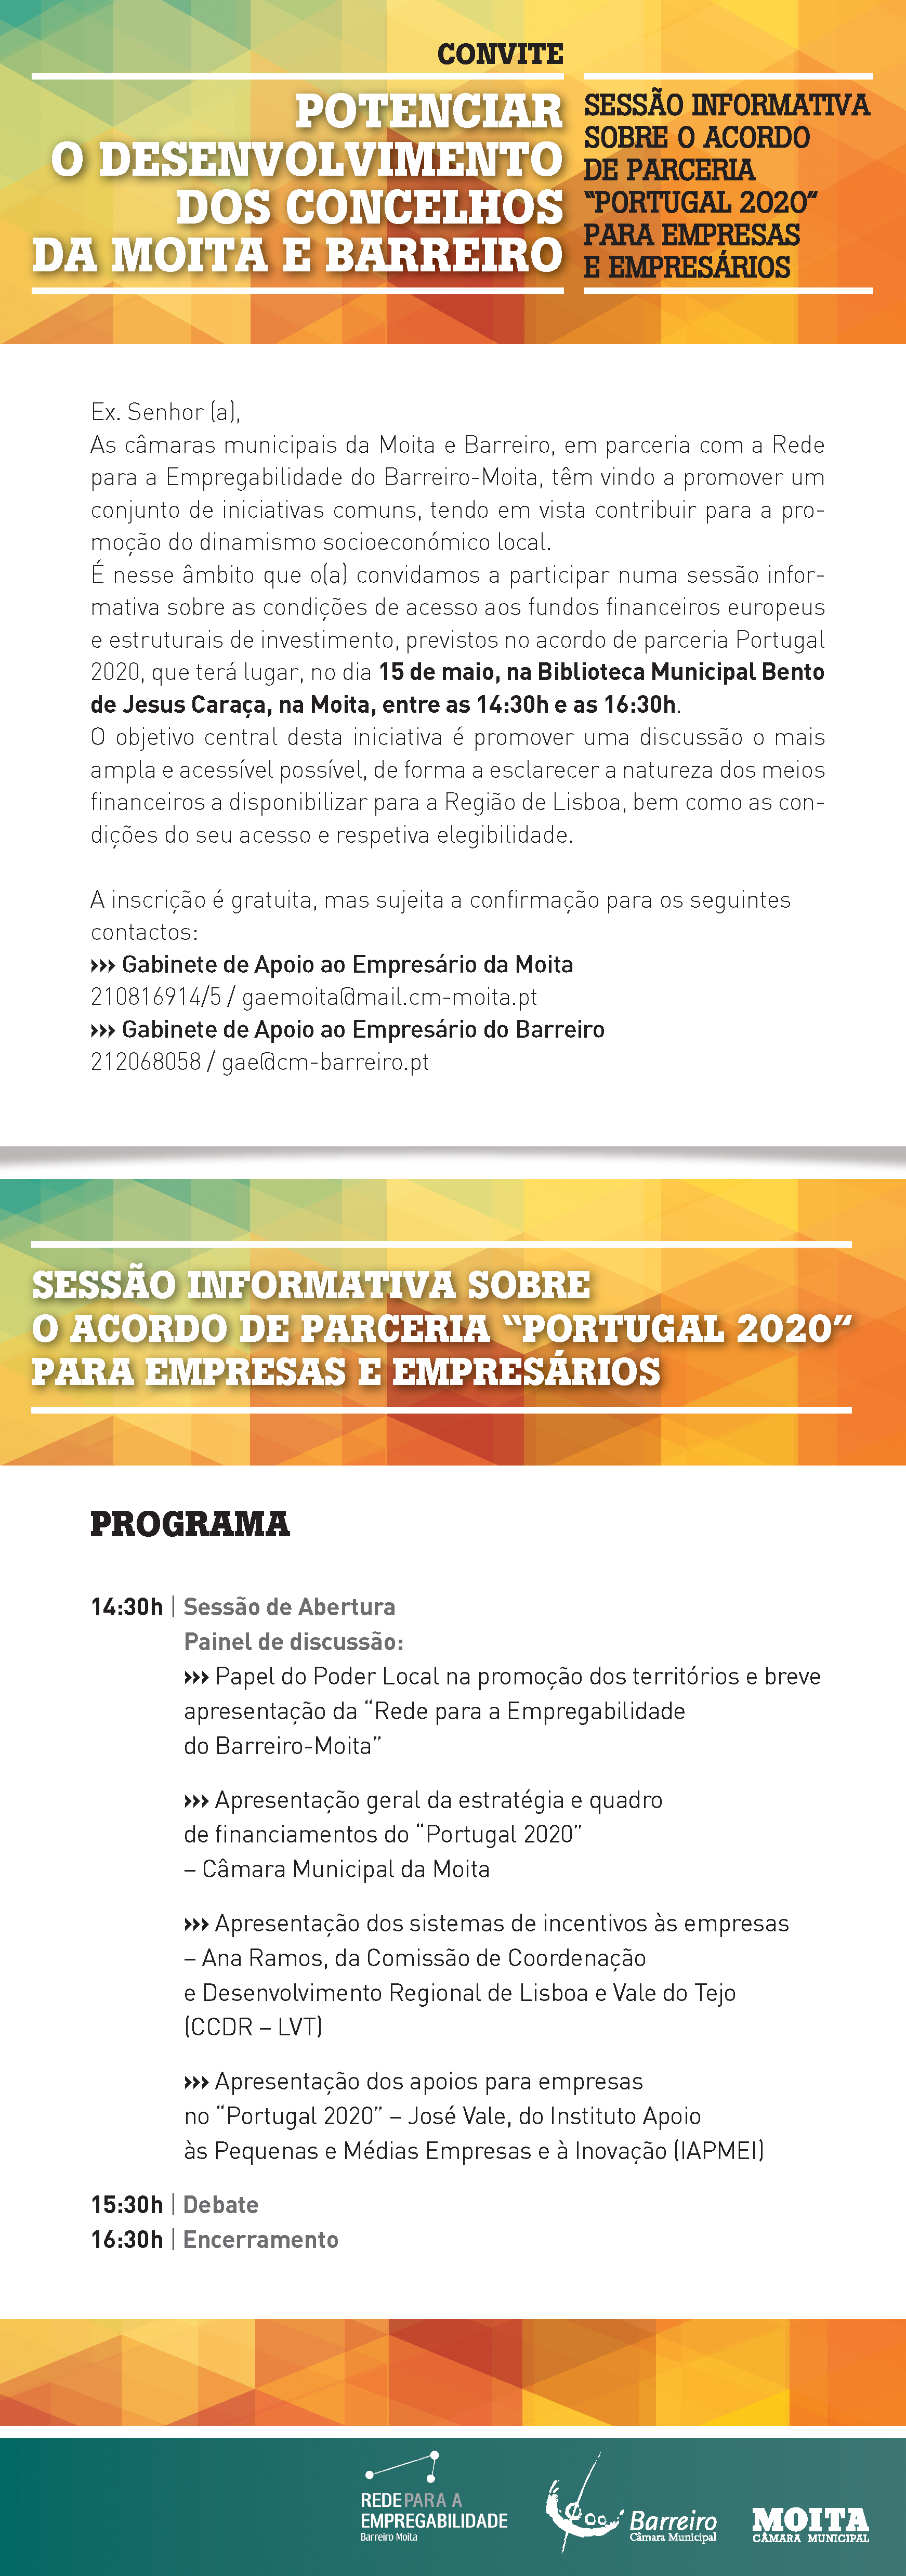 CONVITE
POTENCIAR
O DESENVOLVIMENTO
DOS CONCELHOS
DA MOITA E BARREIRO
SESSÃO INFORMATIVA
SOBRE O ACORDO
DE PARCERIA
“PORTUGAL 2020”
PARA EMPRESAS
E EMPRESÁRIOS
Ex. Senhor (a),
As câmaras municipais da Moita e Barreiro, em parceria com a Rede
para a Empregabilidade do Barreiro-Moita, têm vindo a promover um
conjunto de iniciativas comuns, tendo em vista contribuir para a pro-
moção do dinamismo socioeconómico local.
É nesse âmbito que o(a) convidamos a participar numa sessão infor-
mativa sobre as condições de acesso aos fundos financeiros europeus
e estruturais de investimento, previstos no acordo de parceria Portugal
2020, que terá lugar, no dia 15 de maio, na Biblioteca Municipal Bento
de Jesus Caraça, na Moita, entre as 14:30h e as 16:30h.
O objetivo central desta iniciativa é promover uma discussão o mais
ampla e acessível possível, de forma a esclarecer a natureza dos meios
financeiros a disponibilizar para a Região de Lisboa, bem como as con-
dições do seu acesso e respetiva elegibilidade.
A inscrição é gratuita, mas sujeita a confirmação para os seguintes
contactos:
››› Gabinete de Apoio ao Empresário da Moita
210816914/5 / gaemoita@mail.cm-moita.pt
››› Gabinete de Apoio ao Empresário do Barreiro
212068058 / gae@cm-barreiro.pt
SESSÃO INFORMATIVA SOBRE
O ACORDO DE PARCERIA “PORTUGAL 2020”
PARA EMPRESAS E EMPRESÁRIOS
PROGRAMA
14:30h | Sessão de Abertura
Painel de discussão:
››› Papel do Poder Local na promoção dos territórios e breve
apresentação da “Rede para a Empregabilidade
do Barreiro-Moita”
››› Apresentação geral da estratégia e quadro
de financiamentos do “Portugal 2020”
– Câmara Municipal da Moita
››› Apresentação dos sistemas de incentivos às empresas
– Ana Ramos, da Comissão de Coordenação
e Desenvolvimento Regional de Lisboa e Vale do Tejo
(CCDR – LVT)
››› Apresentação dos apoios para empresas
no “Portugal 2020” – José Vale, do Instituto Apoio
às Pequenas e Médias Empresas e à Inovação (IAPMEI)
15:30h | Debate
16:30h | Encerramento
REDE PARA A
EMPREGABILIDADE
Barreiro Moita
Barreiro
Câmara Municipal
MOITA
CÂMARA MUNICIPAL